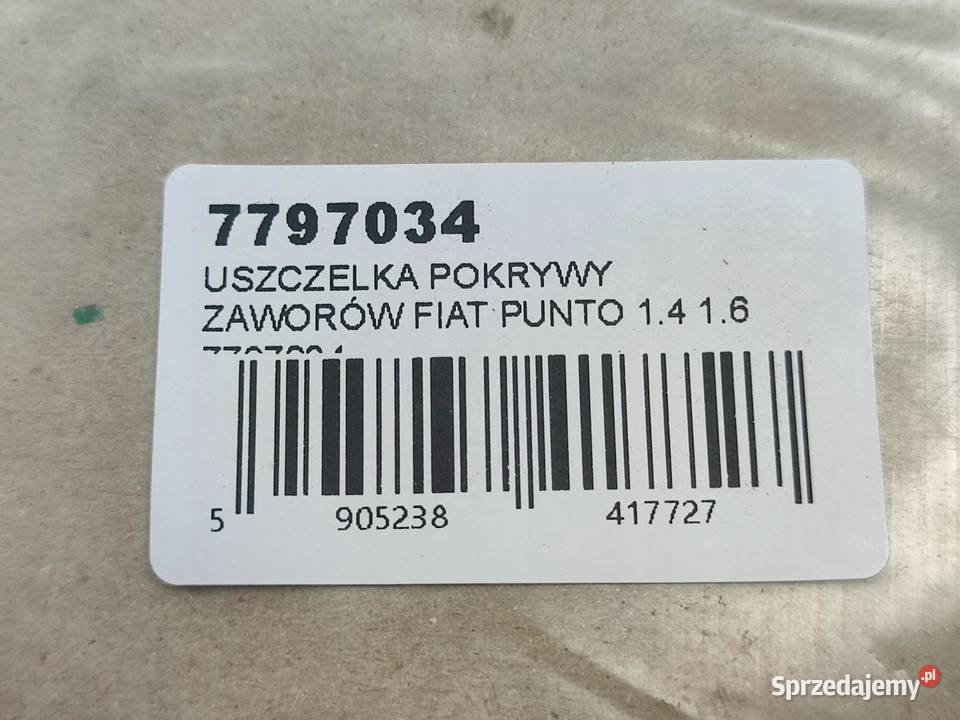 7797034
USZCZELKA POKRYWY
ZAWORÓW FIAT PUNTO 1.4 1.6
5 905238 417727
Sprzedajemy.pl